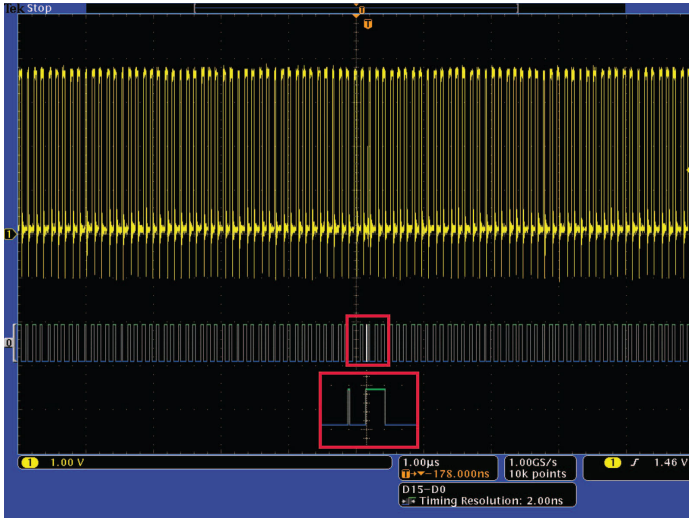 Tek Stop
T
T
1
0
1 1.00 V
1.00µs
T→▼-178.000ns
1.00GS/s
10k points
1 ʃ 1.46 V
D15-D0
Timing Resolution: 2.00ns